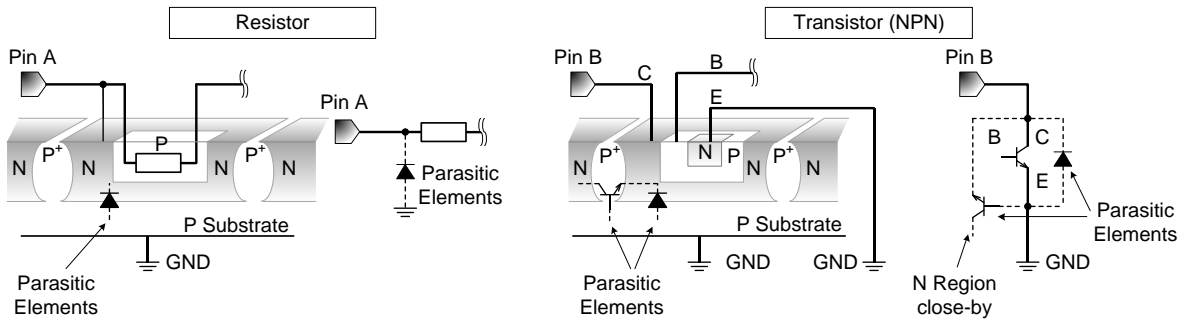 Resistor
Transistor (NPN)
Pin A
Pin A
P
N
P+
N
N
P+
N
Parasitic
Elements
P Substrate
GND
Parasitic
Elements
Pin B
C
B
E
N
P+
N
N
P
P+
N
P Substrate
GND
GND
Parasitic
Elements
Pin B
B
C
E
Parasitic
Elements
GND
N Region
close-by